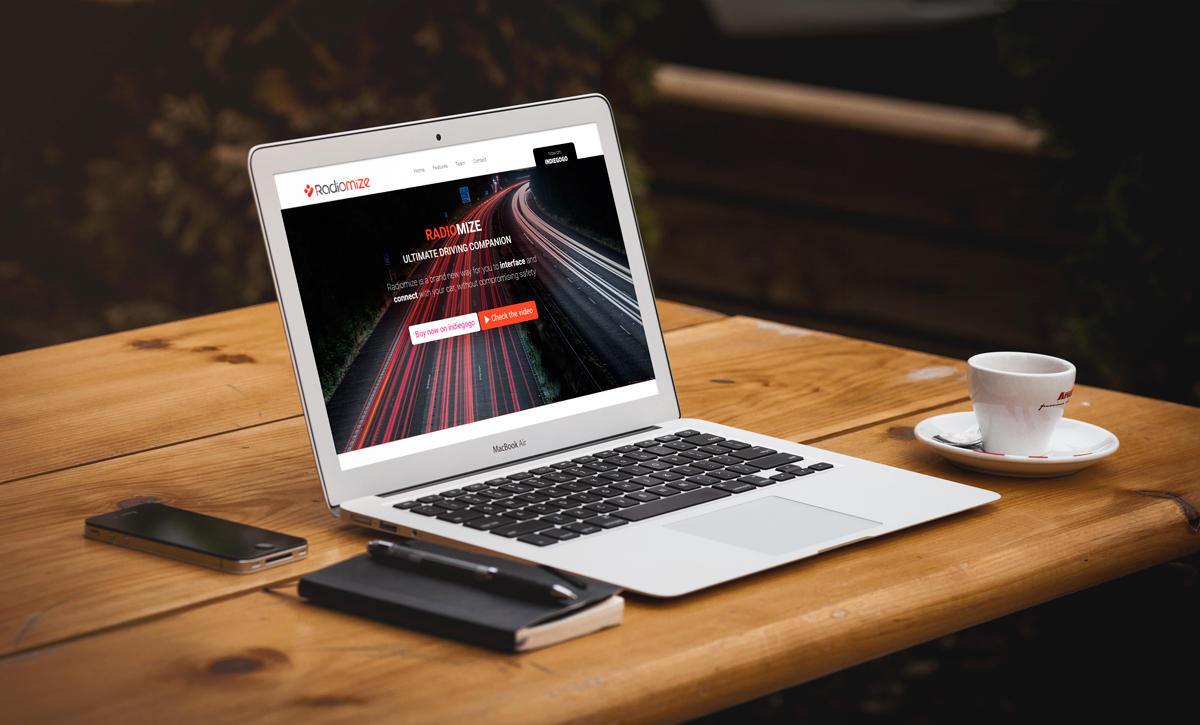 Radiomize
Home Features Team Contact
Now on
INDIEGOGO
RADIOMIZE
ULTIMATE DRIVING COMPANION
Radiomize is a brand new way for you to interface and
connect with your car, without compromising safety
Buy now on indiegogo
Check the video
MacBook Air